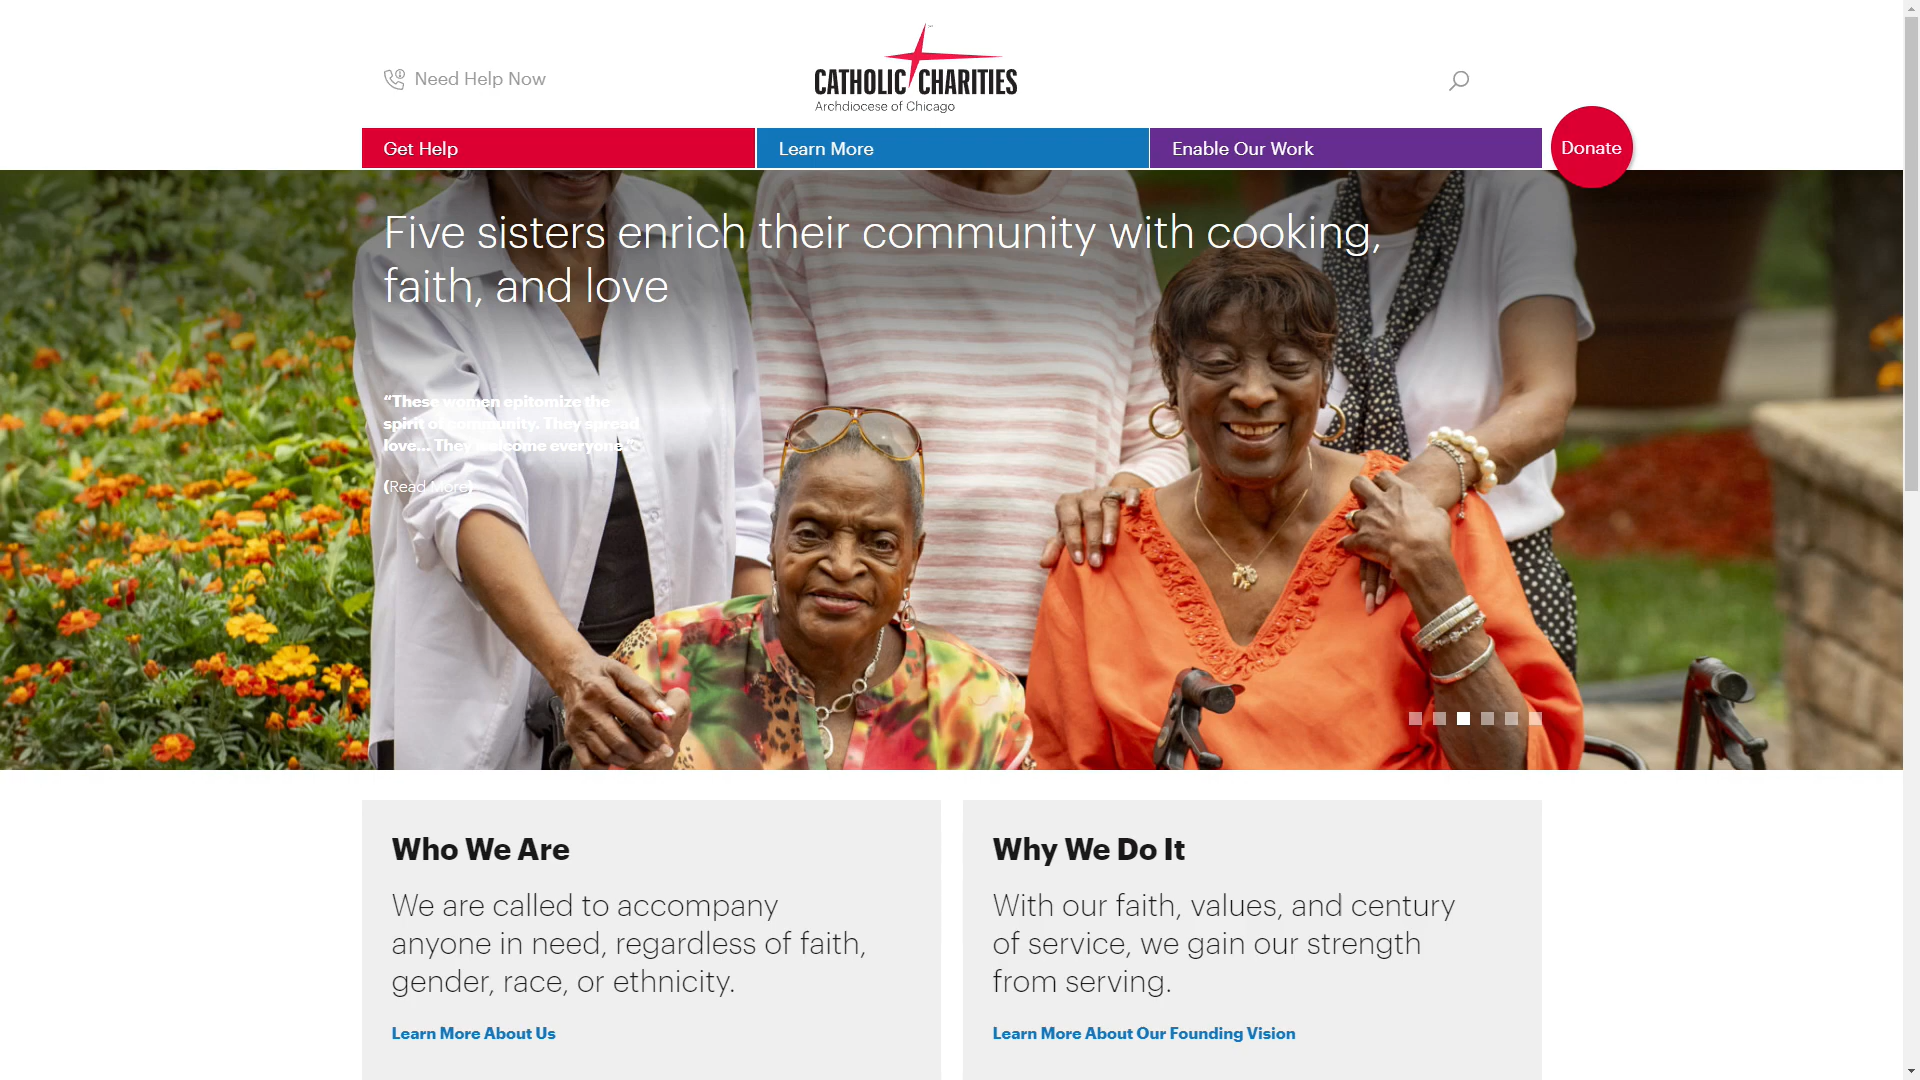 Need Help Now
CATHOLIC CHARITIES
Archdiocese of Chicago
Get Help
Learn More
Enable Our Work
Donate
Five sisters enrich their community with cooking,
faith, and love
“These women epitomize the
spirit of community. They spread
love... They welcome everyone.”
(Read More)
Who We Are
We are called to accompany
anyone in need, regardless of faith,
gender, race, or ethnicity.
Learn More About Us
Why We Do It
With our faith, values, and century
of service, we gain our strength
from serving.
Learn More About Our Founding Vision